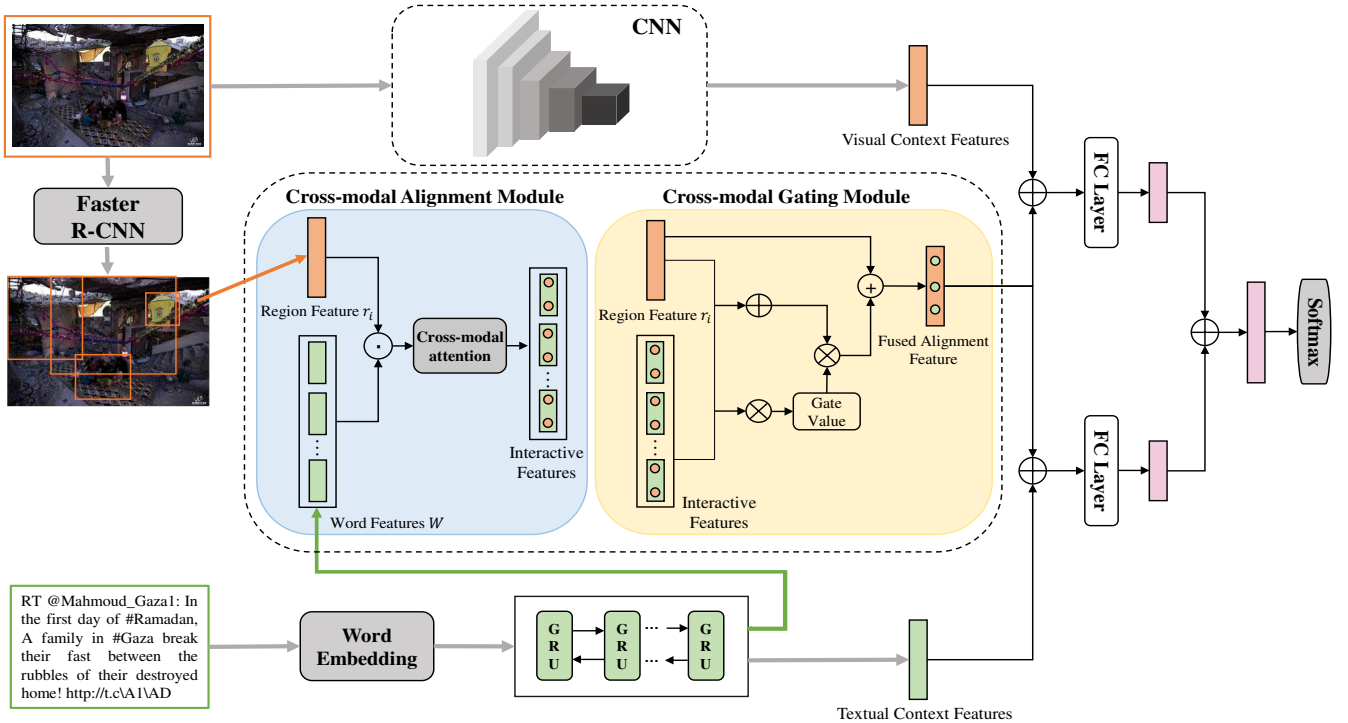 CNN
Visual Context Features
Faster
R-CNN
Cross-modal Alignment Module
Region Feature r_i
Cross-modal
attention
Interactive
Features
Word Features W
Cross-modal Gating Module
Region Feature r_i
Interactive
Features
Gate
Value
Fused Alignment
Feature
FC Layer
FC Layer
Softmax
RT @Mahmoud_Gaza1: In
the first day of #Ramadan,
A family in #Gaza break
their fast between the
rubbles of their destroyed
home! http://t.c\A1\AD
Word
Embedding
GRU
GRU
...
GRU
Textual Context Features